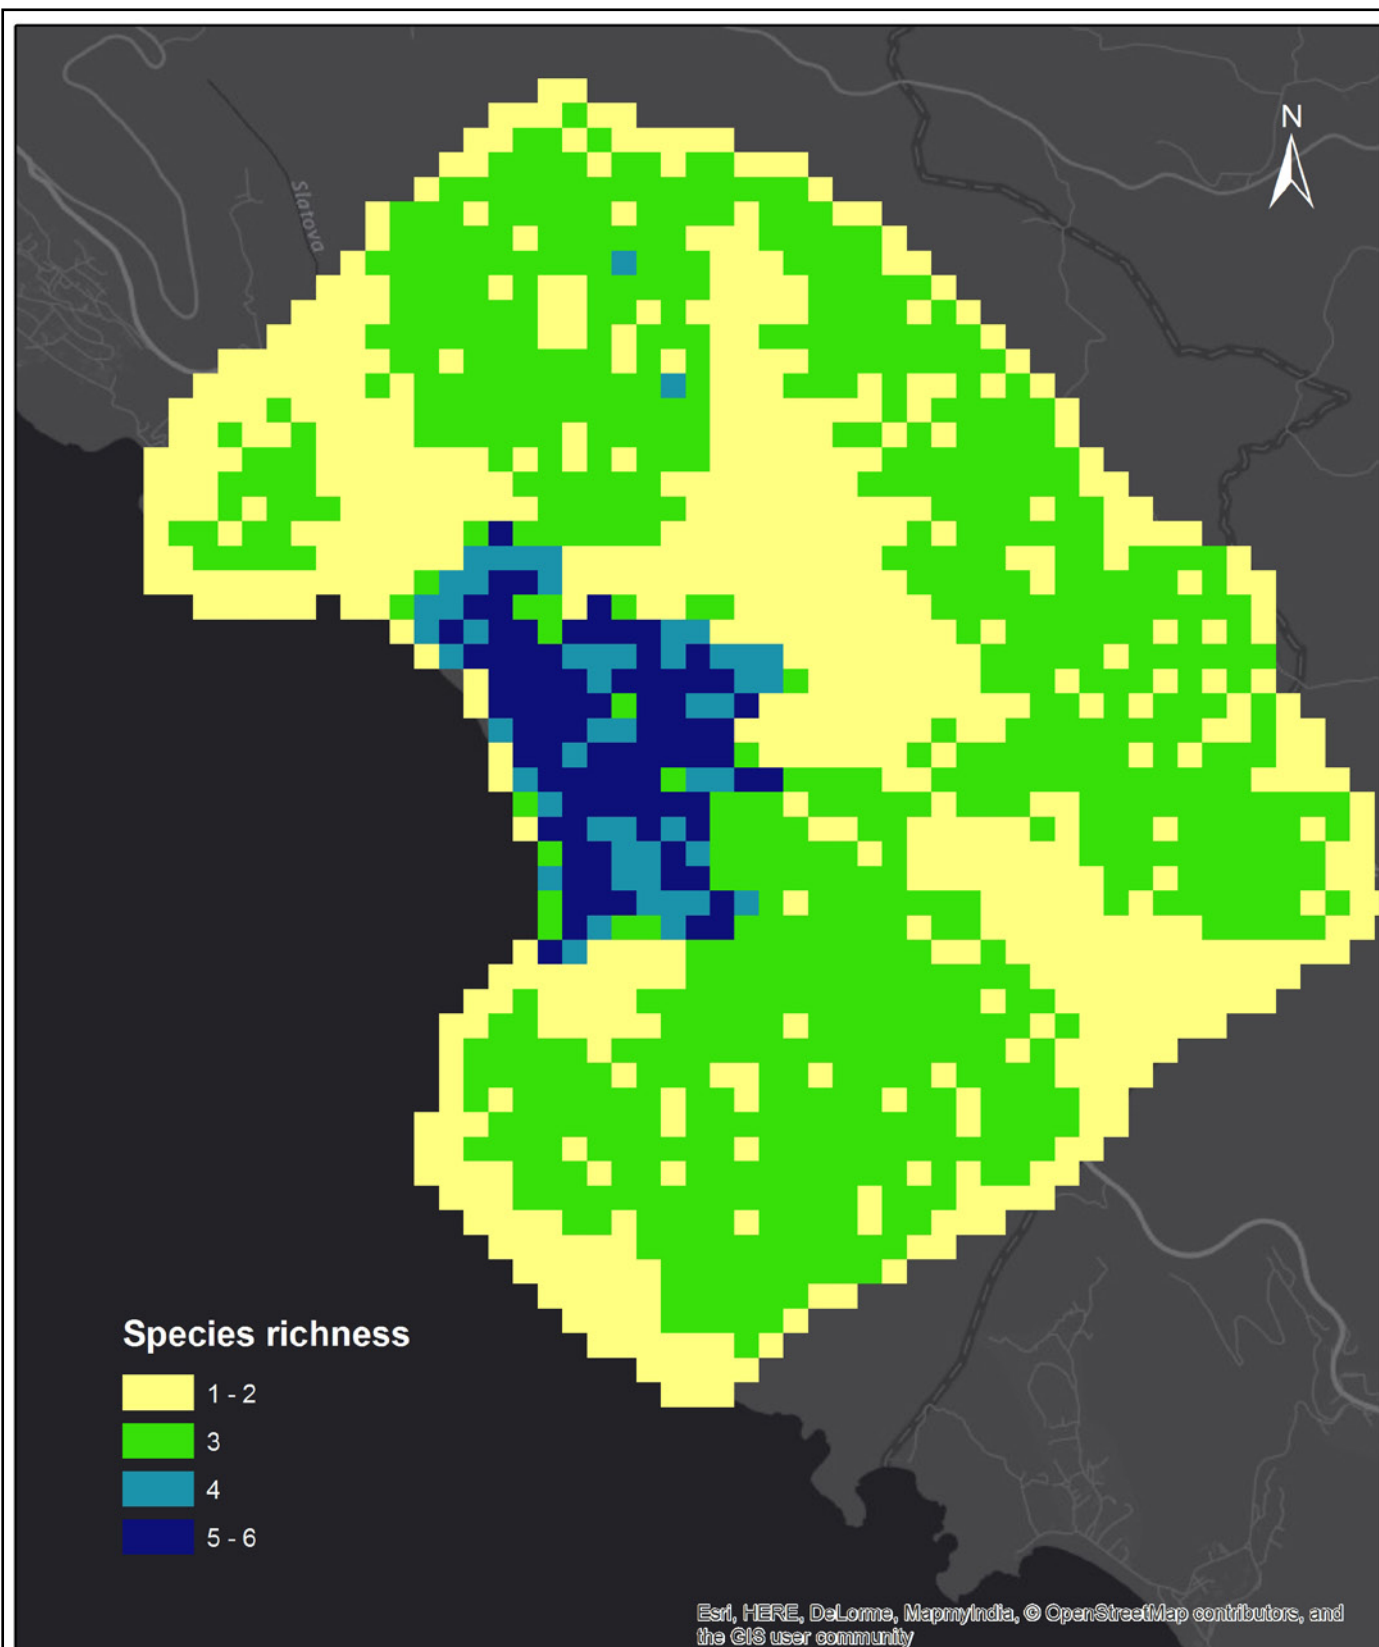 N
Slatova
Species richness
1 - 2
3
4
5 - 6
Esri, HERE, DeLorme, MapmyIndia, © OpenStreetMap contributors, and
the GIS user community